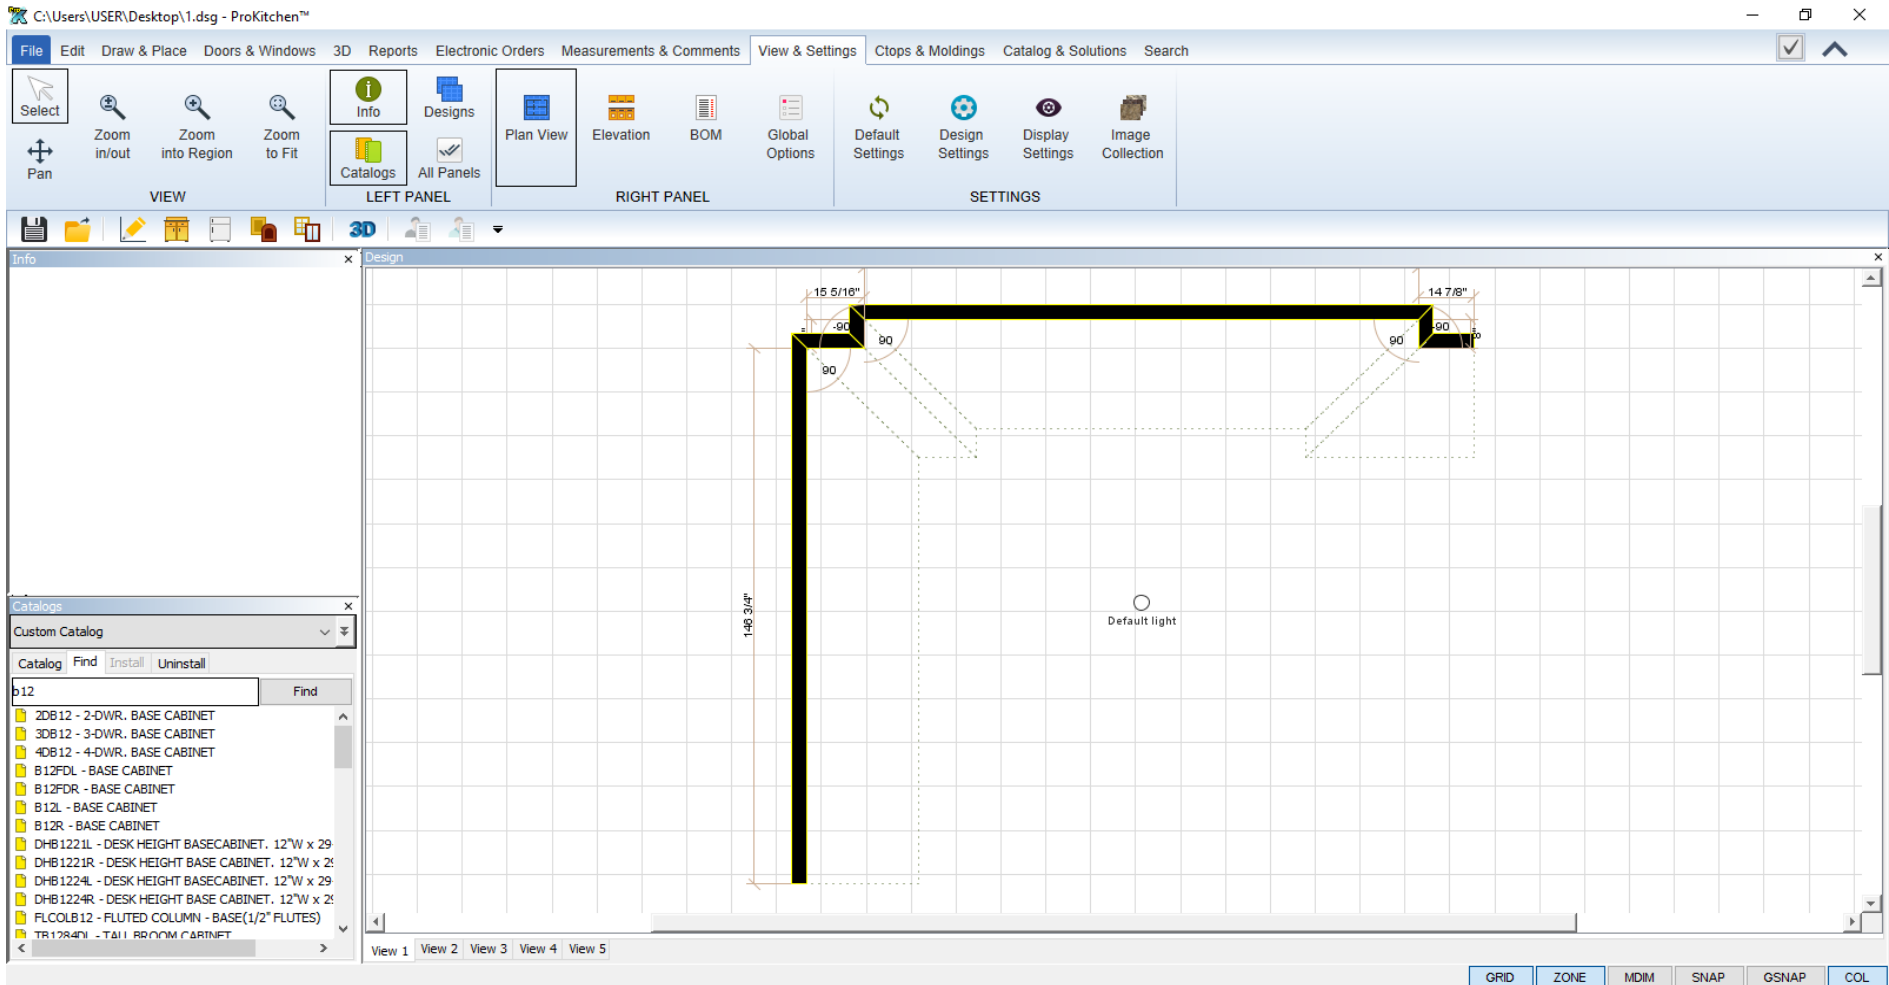 C:\Users\USER\Desktop\1.dsg - ProKitchen™
File Edit Draw & Place Doors & Windows 3D Reports Electronic Orders Measurements & Comments View & Settings Ctops & Moldings Catalog & Solutions Search
Select
Pan
Zoom in/out
Zoom into Region
Zoom to Fit
VIEW
Info
Designs
Catalogs
All Panels
LEFT PANEL
Plan View
Elevation
BOM
Global Options
RIGHT PANEL
Default Settings
Design Settings
Display Settings
Image Collection
SETTINGS
3D
Info
Design
15 5/16"
14 7/8"
-90
90
90
-90
90
146 3/4"
Default light
Catalogs
Custom Catalog
Catalog Find Install Uninstall
b12
Find
2DB12 - 2-DWR. BASE CABINET
3DB12 - 3-DWR. BASE CABINET
4DB12 - 4-DWR. BASE CABINET
B12FDL - BASE CABINET
B12FDR - BASE CABINET
B12L - BASE CABINET
B12R - BASE CABINET
DHB1221L - DESK HEIGHT BASECABINET. 12"W x 29
DHB1221R - DESK HEIGHT BASE CABINET. 12"W x 29
DHB1224L - DESK HEIGHT BASECABINET. 12"W x 29
DHB1224R - DESK HEIGHT BASE CABINET. 12"W x 29
FLCOLB12 - FLUTED COLUMN - BASE(1/2" FLUTES)
TB1284DL - TALL BROOM CABINET
View 1 View 2 View 3 View 4 View 5
GRID ZONE MDIM SNAP GSNAP COL